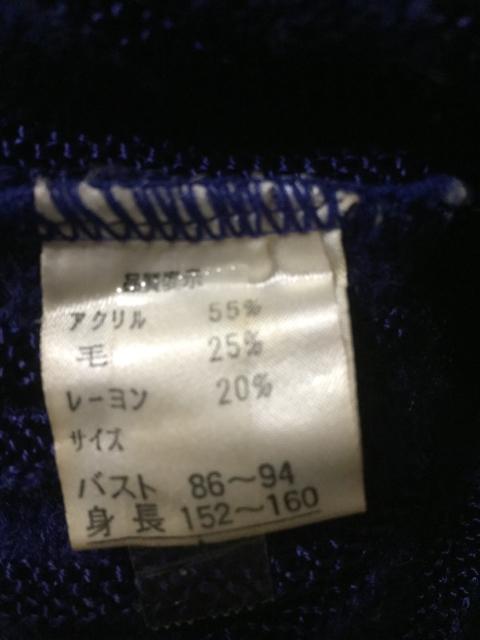 品質表示
アクリル 55%
毛 25%
レーヨン 20%
サイズ
バスト 86〜94
身長 152〜160